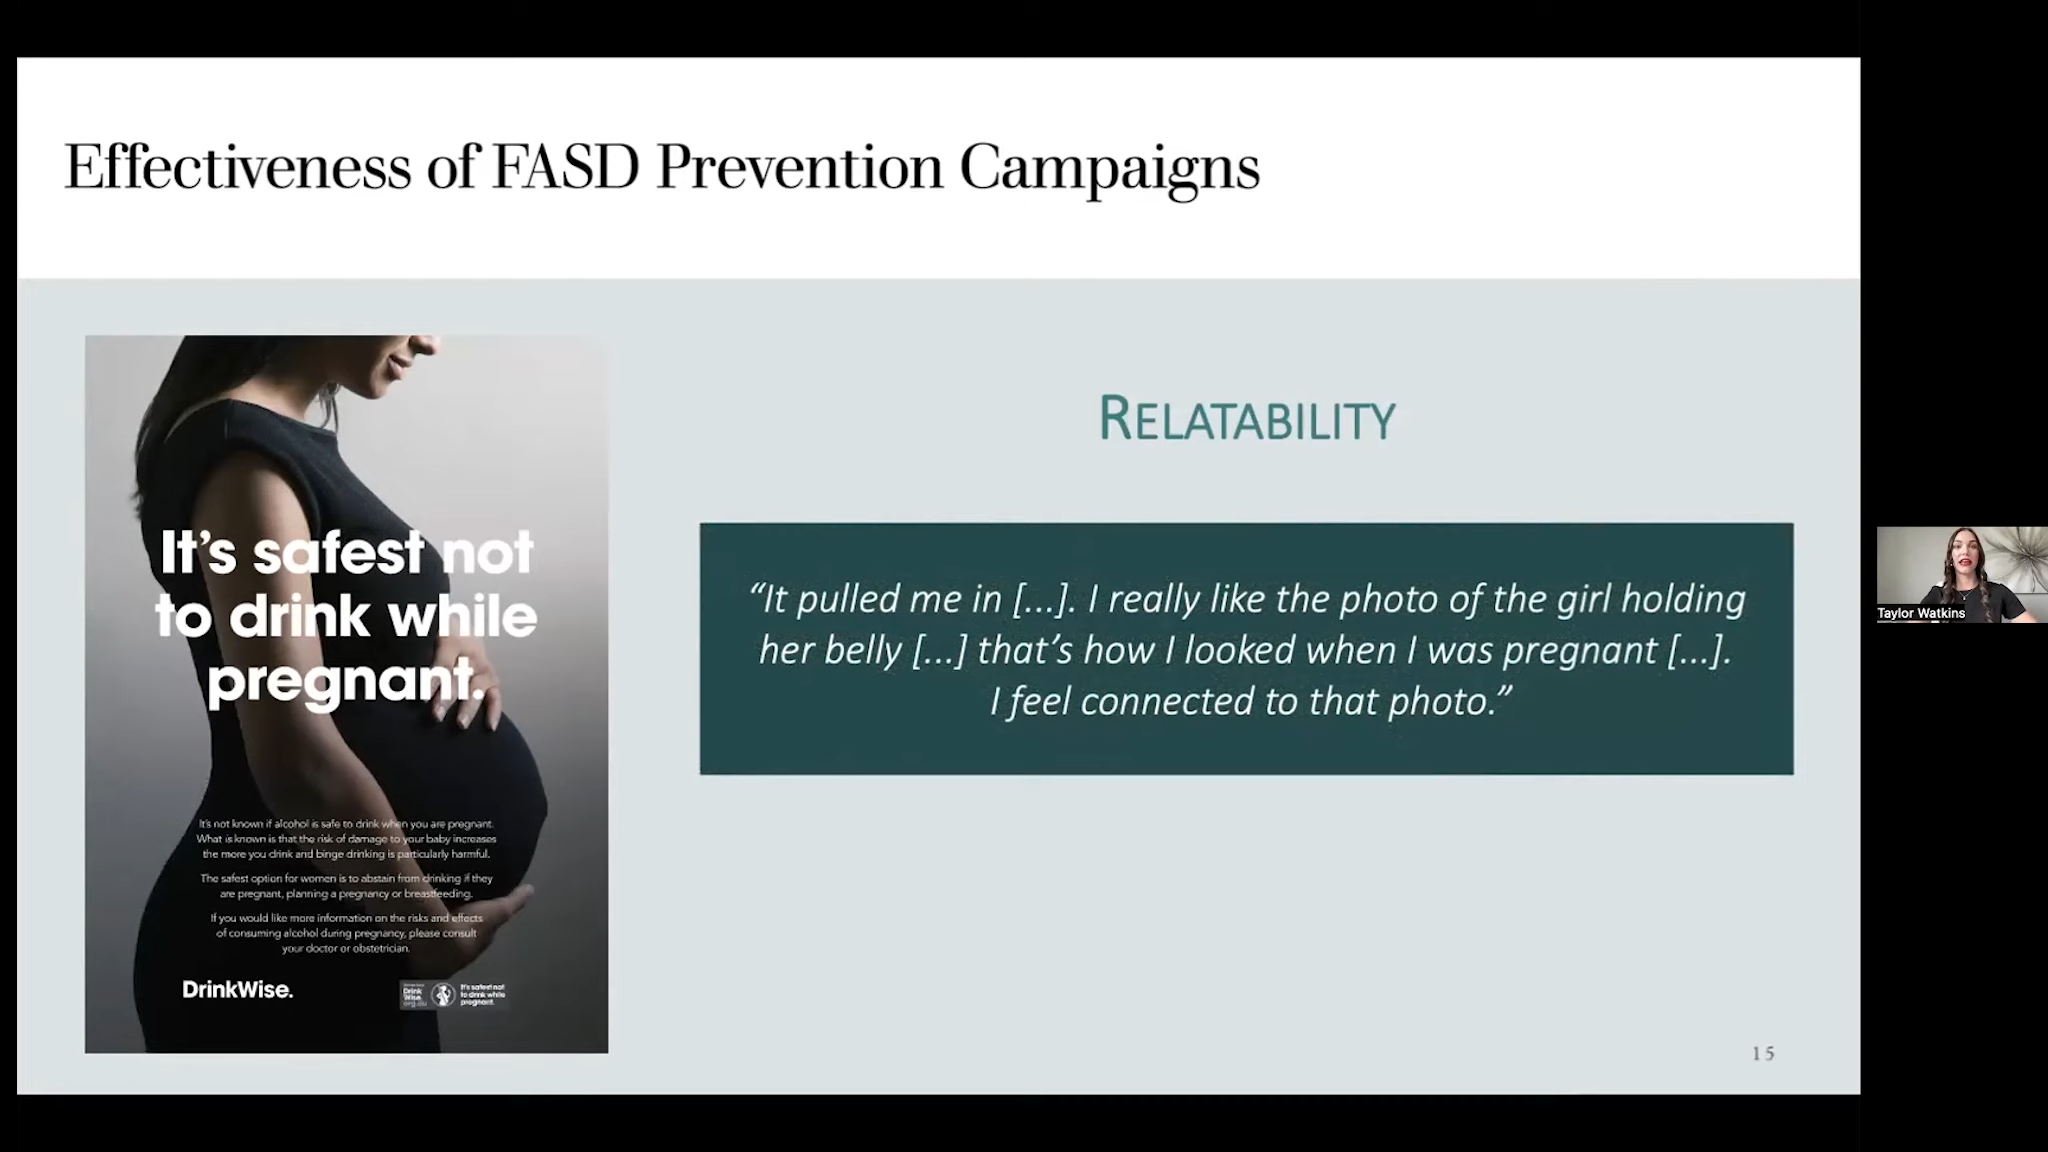 Effectiveness of FASD Prevention Campaigns
It's safest not
to drink while
pregnant.
It's not known if alcohol is safe to drink when you are pregnant.
What is known is that the risk of damage to your baby increases
the more you drink and binge drinking is particularly harmful.
The safest option for women is to abstain from drinking if they
are pregnant, planning a pregnancy or breastfeeding.
If you would like more information on the risks and effects
of consuming alcohol during pregnancy, please consult
your doctor or obstetrician.
DrinkWise.
Drink
Wise
org.au
It's safest not
to drink while
pregnant.
RELATABILITY
“It pulled me in [...]. I really like the photo of the girl holding
her belly [...] that’s how I looked when I was pregnant [...].
I feel connected to that photo.”
15
Taylor Watkins